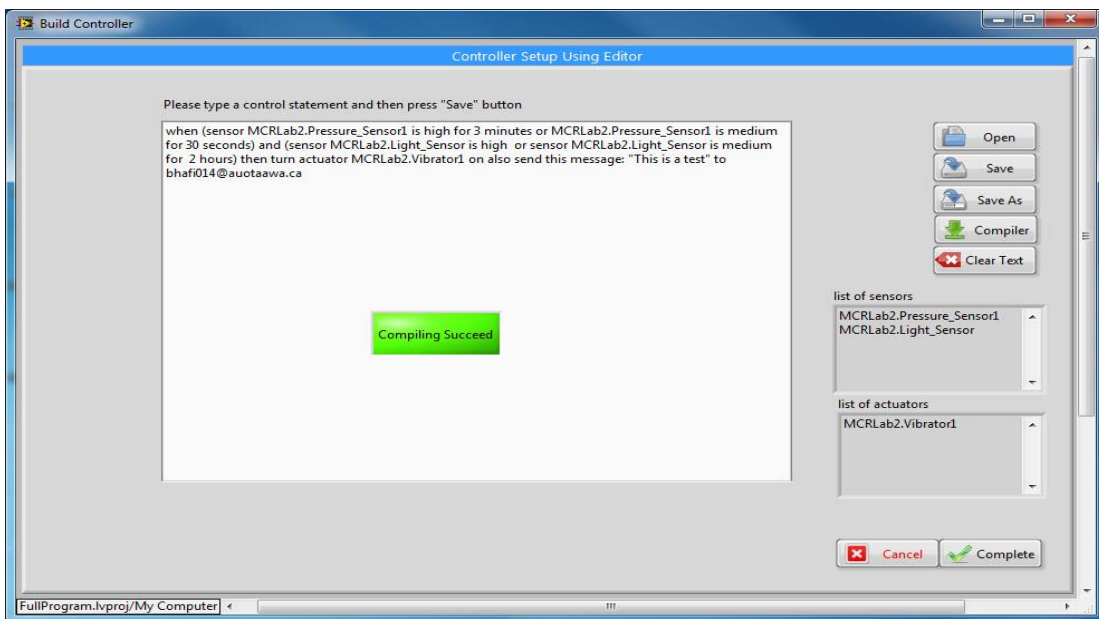 Build Controller
Controller Setup Using Editor
Please type a control statement and then press "Save" button
when (sensor MCRLab2.Pressure_Sensor1 is high for 3 minutes or MCRLab2.Pressure_Sensor1 is medium
for 30 seconds) and (sensor MCRLab2.Light_Sensor is high or sensor MCRLab2.Light_Sensor is medium
for 2 hours) then turn actuator MCRLab2.Vibrator1 on also send this message: "This is a test" to
bhafi014@auotaawa.ca
Compiling Succeed
Open
Save
Save As
Compiler
Clear Text
list of sensors
MCRLab2.Pressure_Sensor1
MCRLab2.Light_Sensor
list of actuators
MCRLab2.Vibrator1
Cancel
Complete
FullProgram.lvproj/My Computer